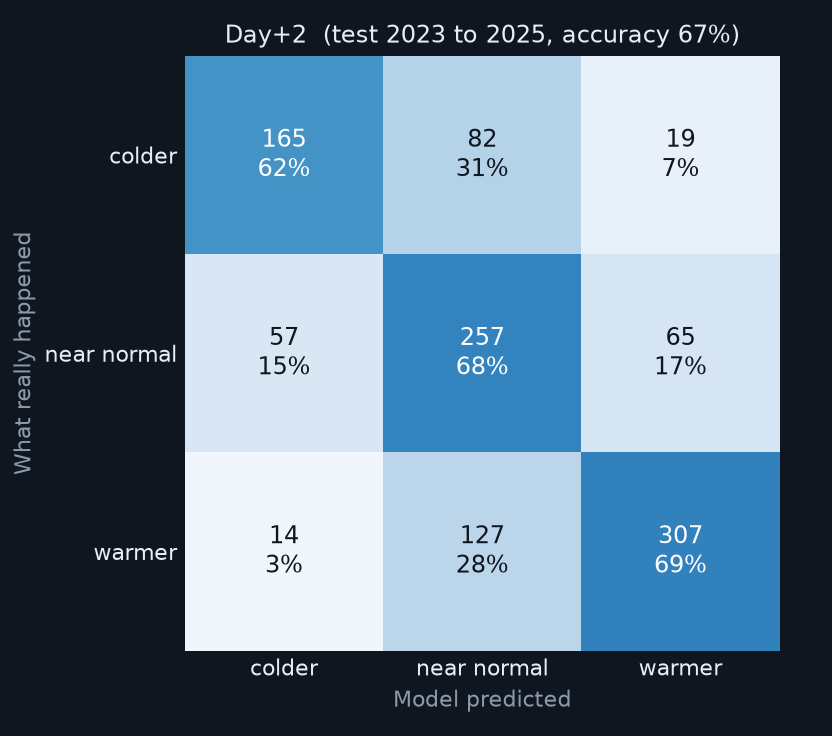 Day+2  (test 2023 to 2025, accuracy 67%)
What really happened
colder
165
62%
82
31%
19
7%
near normal
57
15%
257
68%
65
17%
warmer
14
3%
127
28%
307
69%
colder
near normal
warmer
Model predicted